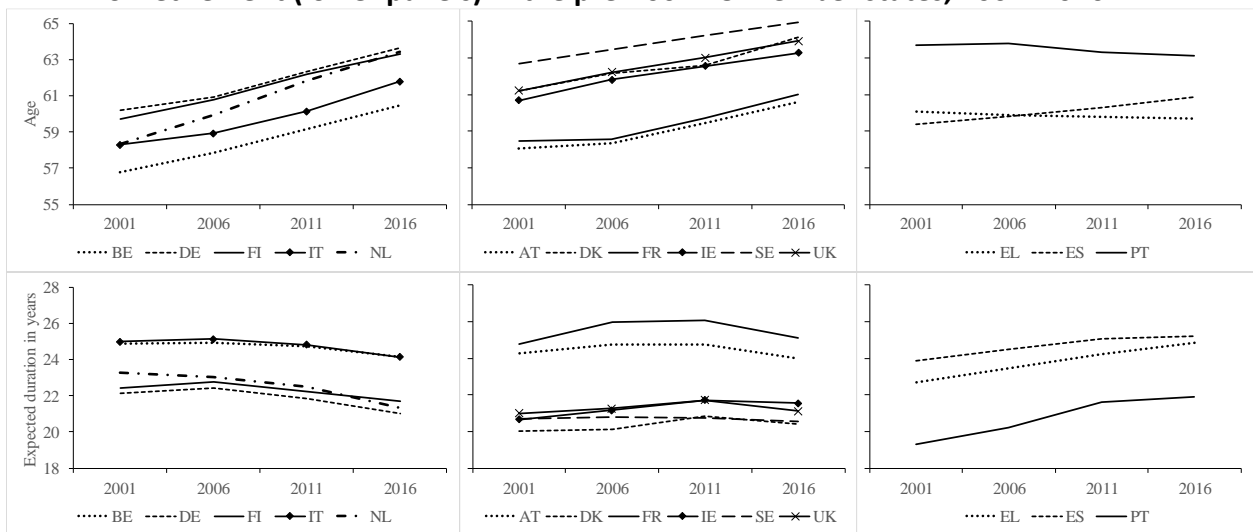 65
63
61
59
57
55
Age
2001 2006 2011 2016
BE DE FI IT NL
2001 2006 2011 2016
AT DK FR IE SE UK
2001 2006 2011 2016
EL ES PT
28
26
24
22
20
18
Expected duration in years
2001 2006 2011 2016
BE DE FI IT NL
2001 2006 2011 2016
AT DK FR IE SE UK
2001 2006 2011 2016
EL ES PT